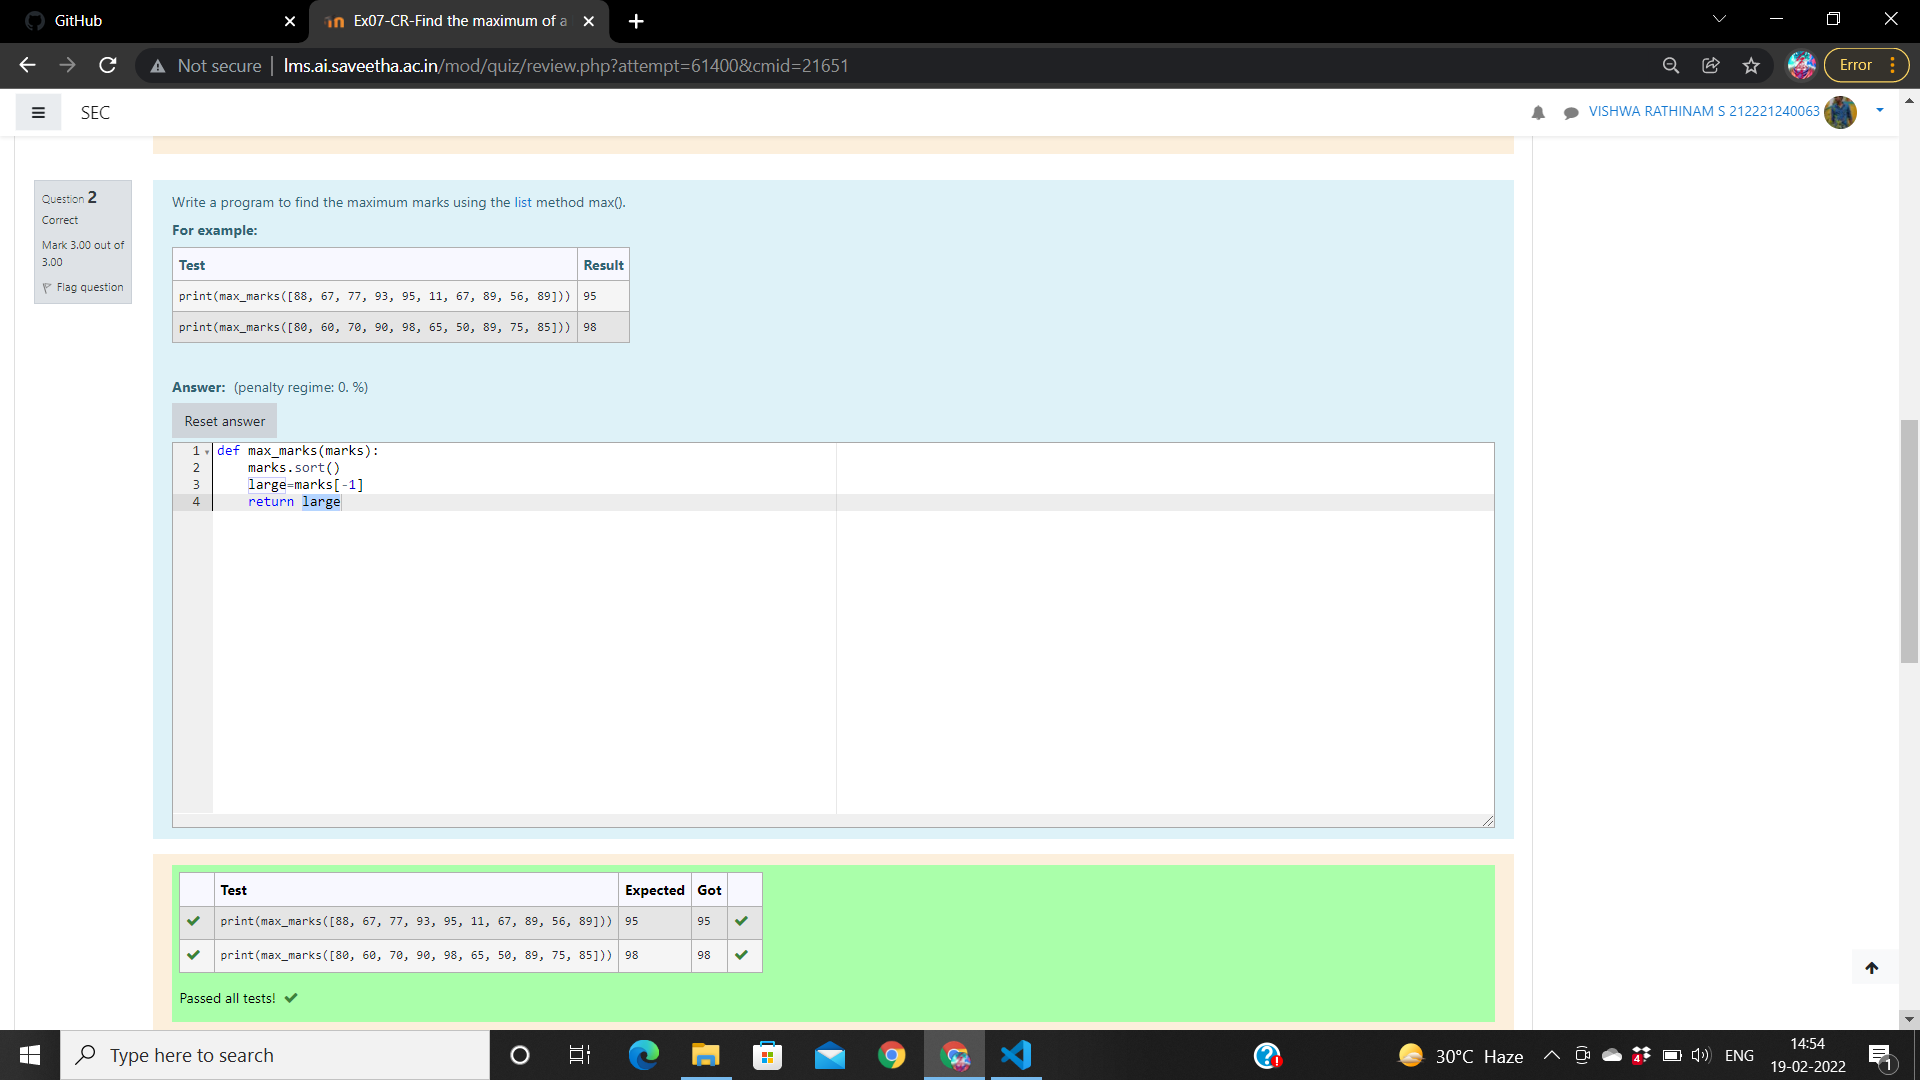 GitHub
Ex07-CR-Find the maximum of a
Not secure | lms.ai.saveetha.ac.in/mod/quiz/review.php?attempt=61400&cmid=21651
Error
SEC
VISHWA RATHINAM S 212221240063
Question 2
Correct
Mark 3.00 out of
3.00
Flag question
Write a program to find the maximum marks using the list method max().
For example:
Test Result
print(max_marks([88, 67, 77, 93, 95, 11, 67, 89, 56, 89])) 95
print(max_marks([80, 60, 70, 90, 98, 65, 50, 89, 75, 85])) 98
Answer: (penalty regime: 0. %)
Reset answer
1 def max_marks(marks):
2 marks.sort()
3 large=marks[-1]
4 return large
Test Expected Got
print(max_marks([88, 67, 77, 93, 95, 11, 67, 89, 56, 89])) 95 95
print(max_marks([80, 60, 70, 90, 98, 65, 50, 89, 75, 85])) 98 98
Passed all tests!
Type here to search
30°C Haze
4
ENG
14:54
19-02-2022
1